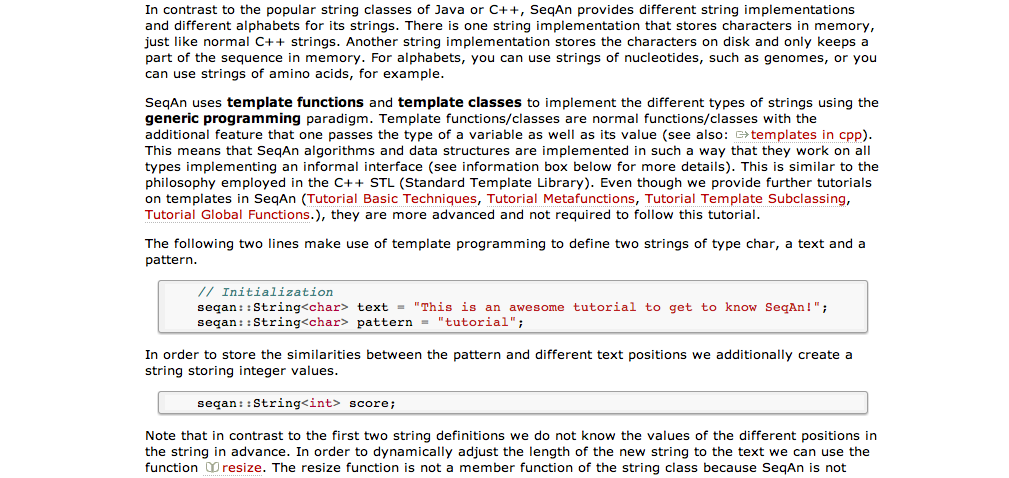 In contrast to the popular string classes of Java or C++, SeqAn provides different string implementations
and different alphabets for its strings. There is one string implementation that stores characters in memory,
just like normal C++ strings. Another string implementation stores the characters on disk and only keeps a
part of the sequence in memory. For alphabets, you can use strings of nucleotides, such as genomes, or you
can use strings of amino acids, for example.
SeqAn uses template functions and template classes to implement the different types of strings using the
generic programming paradigm. Template functions/classes are normal functions/classes with the
additional feature that one passes the type of a variable as well as its value (see also: templates in cpp).
This means that SeqAn algorithms and data structures are implemented in such a way that they work on all
types implementing an informal interface (see information box below for more details). This is similar to the
philosophy employed in the C++ STL (Standard Template Library). Even though we provide further tutorials
on templates in SeqAn (Tutorial Basic Techniques, Tutorial Metafunctions, Tutorial Template Subclassing,
Tutorial Global Functions.), they are more advanced and not required to follow this tutorial.
The following two lines make use of template programming to define two strings of type char, a text and a
pattern.
// Initialization
seqan::String<char> text = "This is an awesome tutorial to get to know SeqAn!";
seqan::String<char> pattern = "tutorial";
In order to store the similarities between the pattern and different text positions we additionally create a
string storing integer values.
seqan::String<int> score;
Note that in contrast to the first two string definitions we do not know the values of the different positions in
the string in advance. In order to dynamically adjust the length of the new string to the text we can use the
function resize. The resize function is not a member function of the string class because SeqAn is not